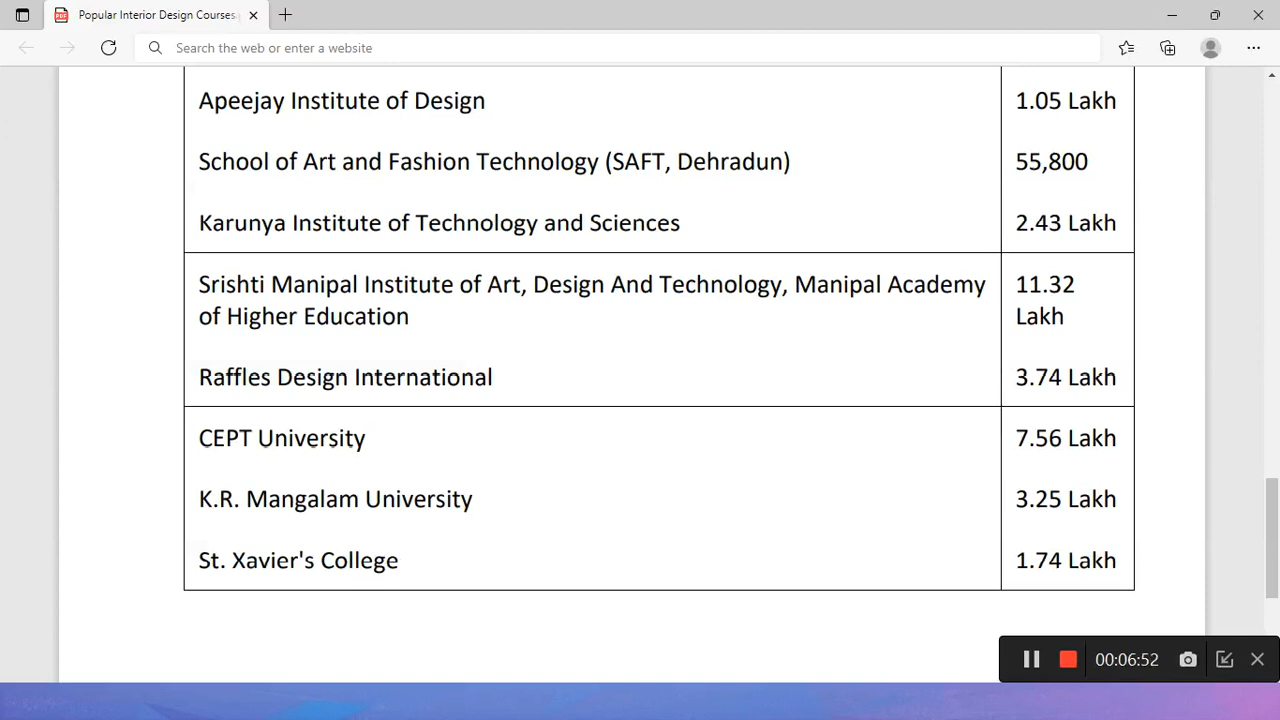 Popular Interior Design Courses
Search the web or enter a website
Apeejay Institute of Design 1.05 Lakh
School of Art and Fashion Technology (SAFT, Dehradun) 55,800
Karunya Institute of Technology and Sciences 2.43 Lakh
Srishti Manipal Institute of Art, Design And Technology, Manipal Academy 11.32
of Higher Education Lakh
Raffles Design International 3.74 Lakh
CEPT University 7.56 Lakh
K.R. Mangalam University 3.25 Lakh
St. Xavier's College 1.74 Lakh
00:06:52